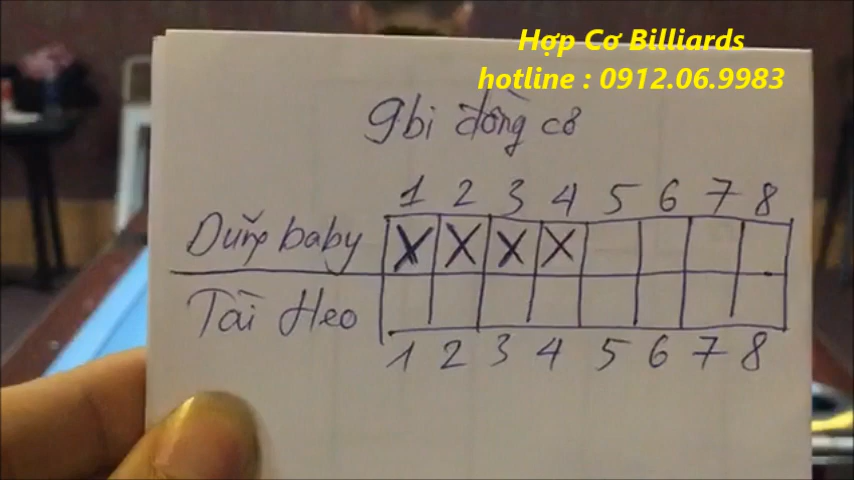 Hợp Cơ Billiards
hotline : 0912.06.9983
9bi đồng cơ
1 2 3 4 5 6 7 8
Dũng baby X X X X
Tài Heo
1 2 3 4 5 6 7 8